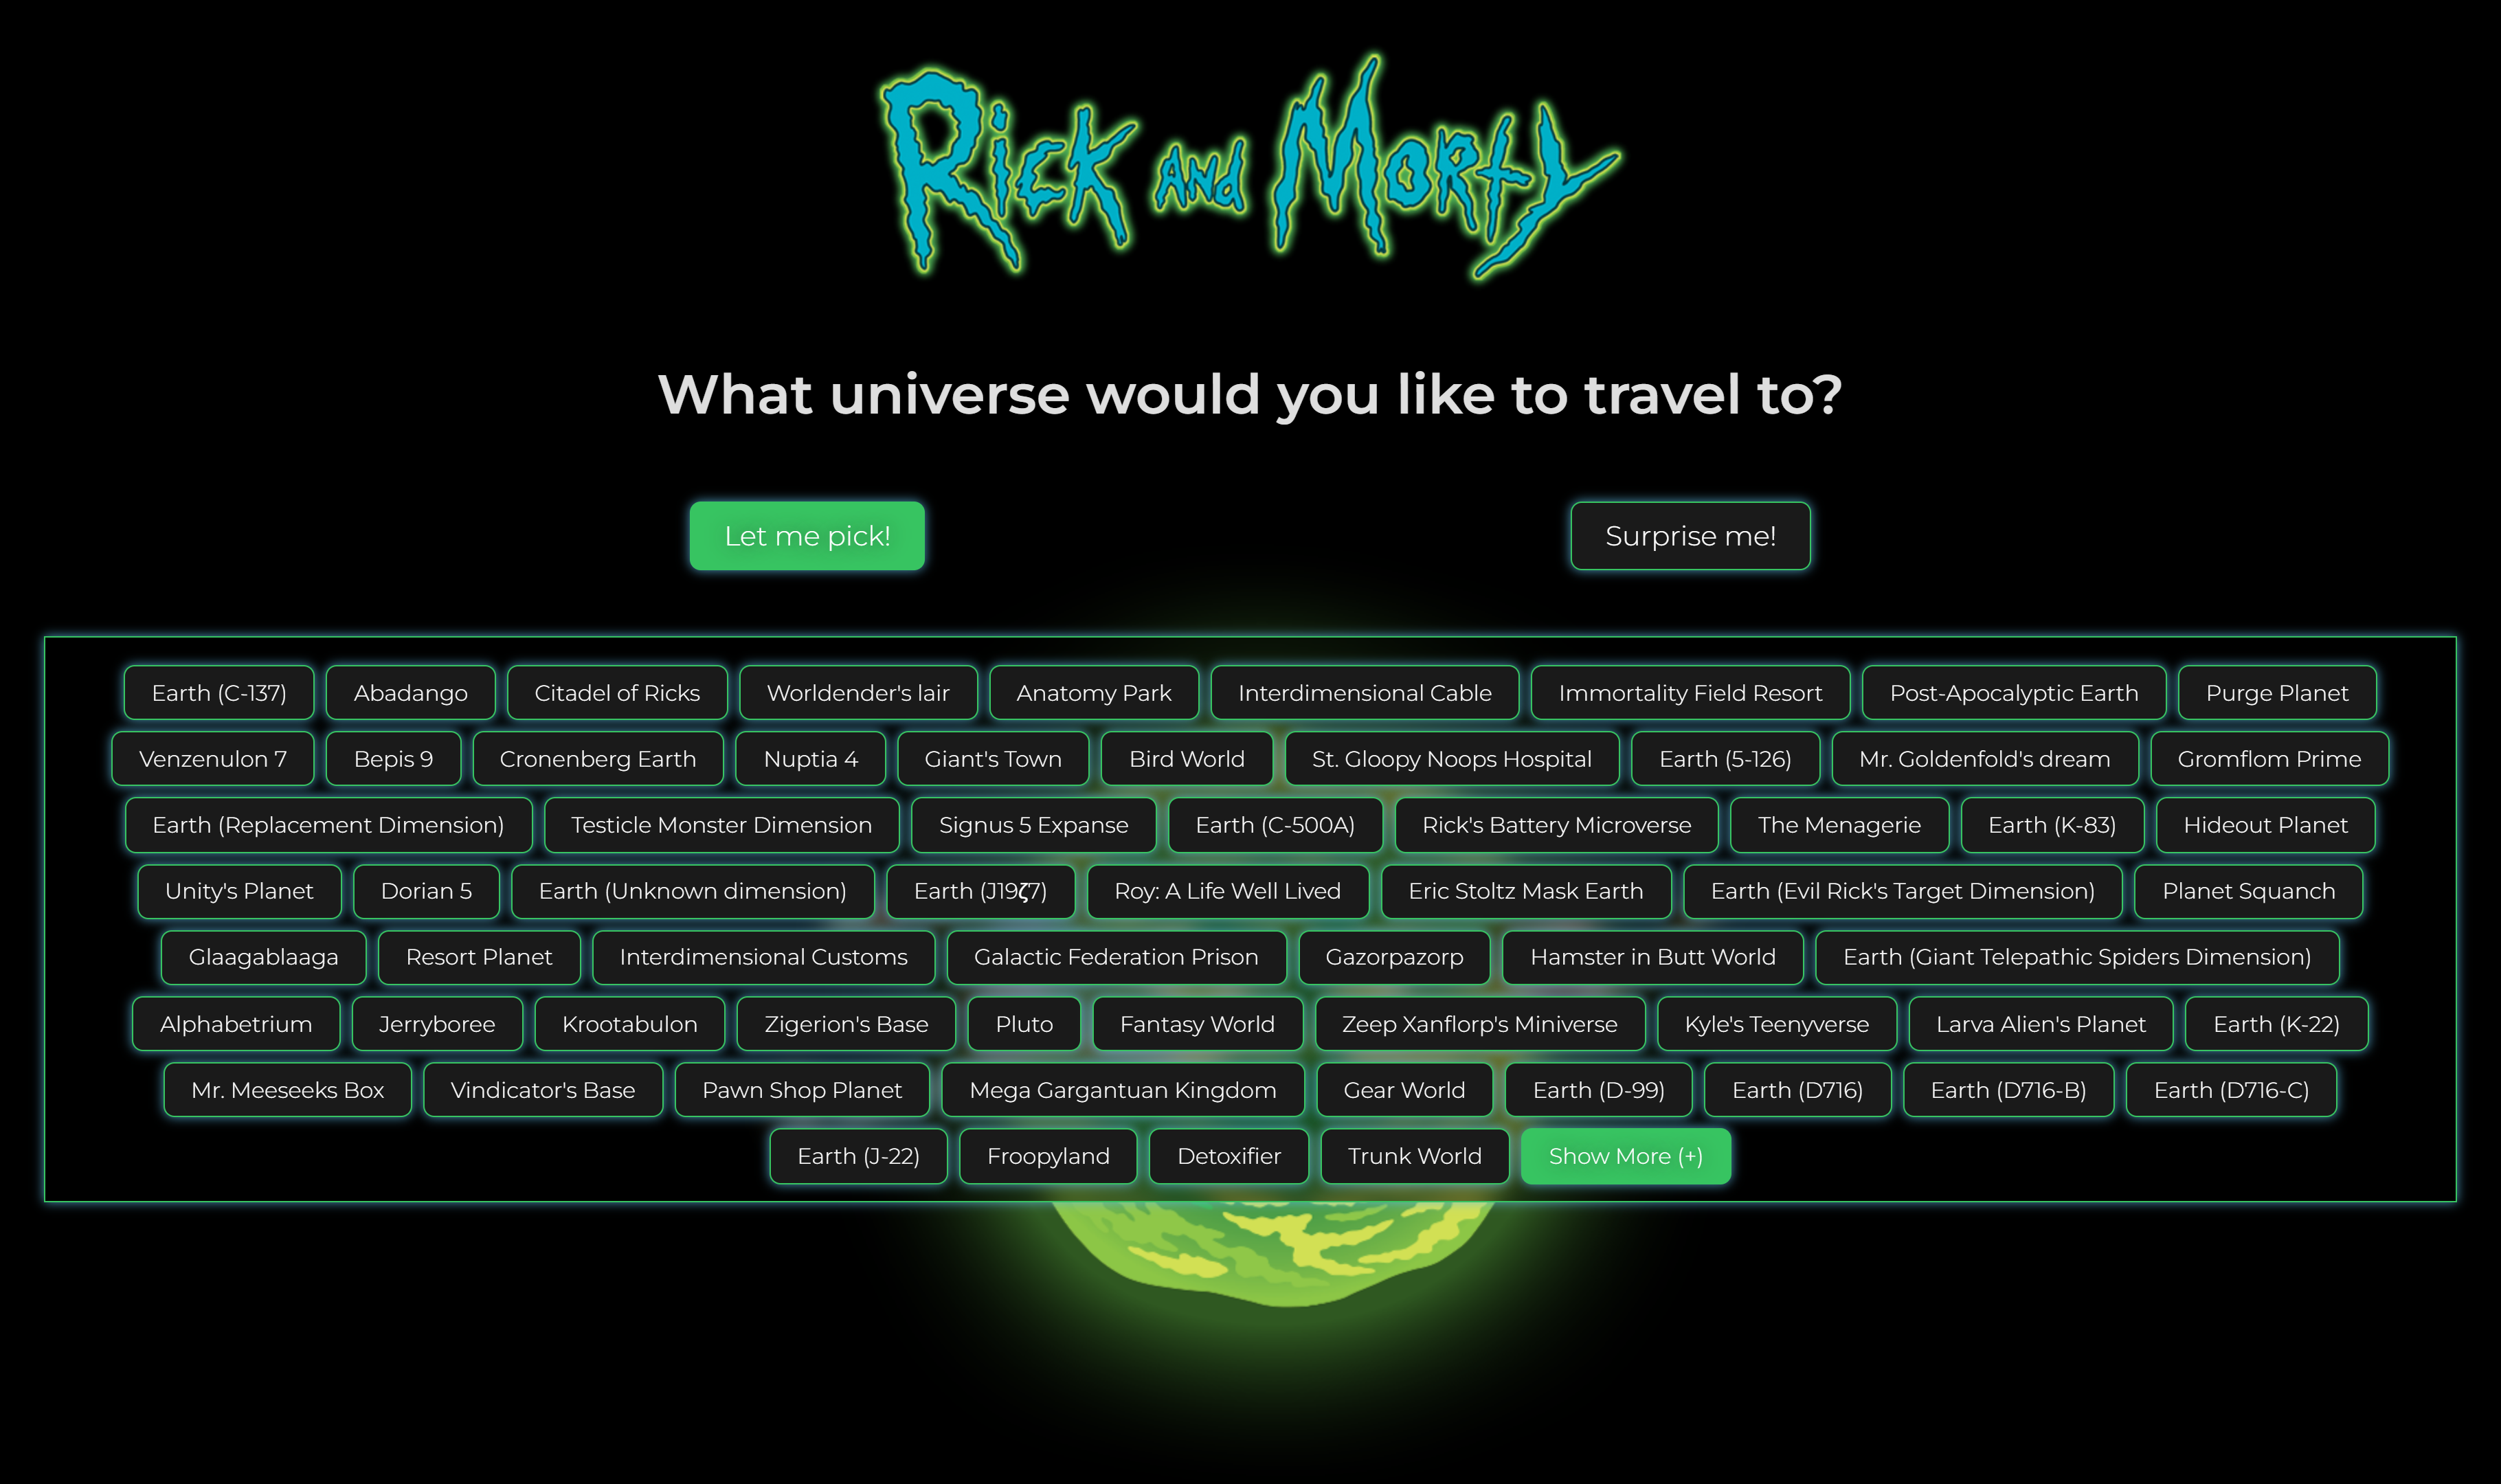 Rick and Morty
What universe would you like to travel to?
Let me pick! Surprise me!
Earth (C-137) Abadango Citadel of Ricks Worldender's lair Anatomy Park Interdimensional Cable Immortality Field Resort Post-Apocalyptic Earth Purge Planet
Venzenulon 7 Bepis 9 Cronenberg Earth Nuptia 4 Giant's Town Bird World St. Gloopy Noops Hospital Earth (5-126) Mr. Goldenfold's dream Gromflom Prime
Earth (Replacement Dimension) Testicle Monster Dimension Signus 5 Expanse Earth (C-500A) Rick's Battery Microverse The Menagerie Earth (K-83) Hideout Planet
Unity's Planet Dorian 5 Earth (Unknown dimension) Earth (J19ζ7) Roy: A Life Well Lived Eric Stoltz Mask Earth Earth (Evil Rick's Target Dimension) Planet Squanch
Glaagablaaga Resort Planet Interdimensional Customs Galactic Federation Prison Gazorpazorp Hamster in Butt World Earth (Giant Telepathic Spiders Dimension)
Alphabetrium Jerryboree Krootabulon Zigerion's Base Pluto Fantasy World Zeep Xanflorp's Miniverse Kyle's Teenyverse Larva Alien's Planet Earth (K-22)
Mr. Meeseeks Box Vindicator's Base Pawn Shop Planet Mega Gargantuan Kingdom Gear World Earth (D-99) Earth (D716) Earth (D716-B) Earth (D716-C)
Earth (J-22) Froopyland Detoxifier Trunk World Show More (+)